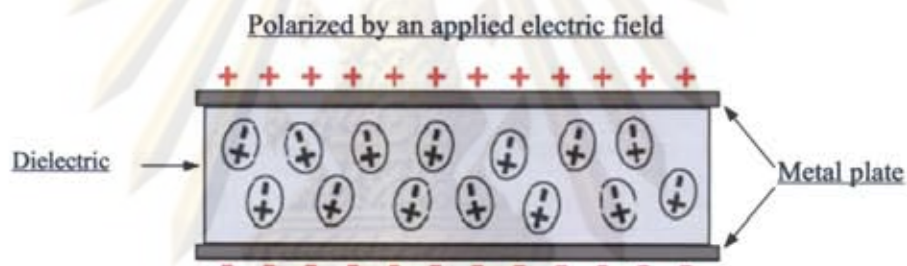 Polarized by an applied electric field
+ + + + + + + + + + + +
Dielectric
Metal plate